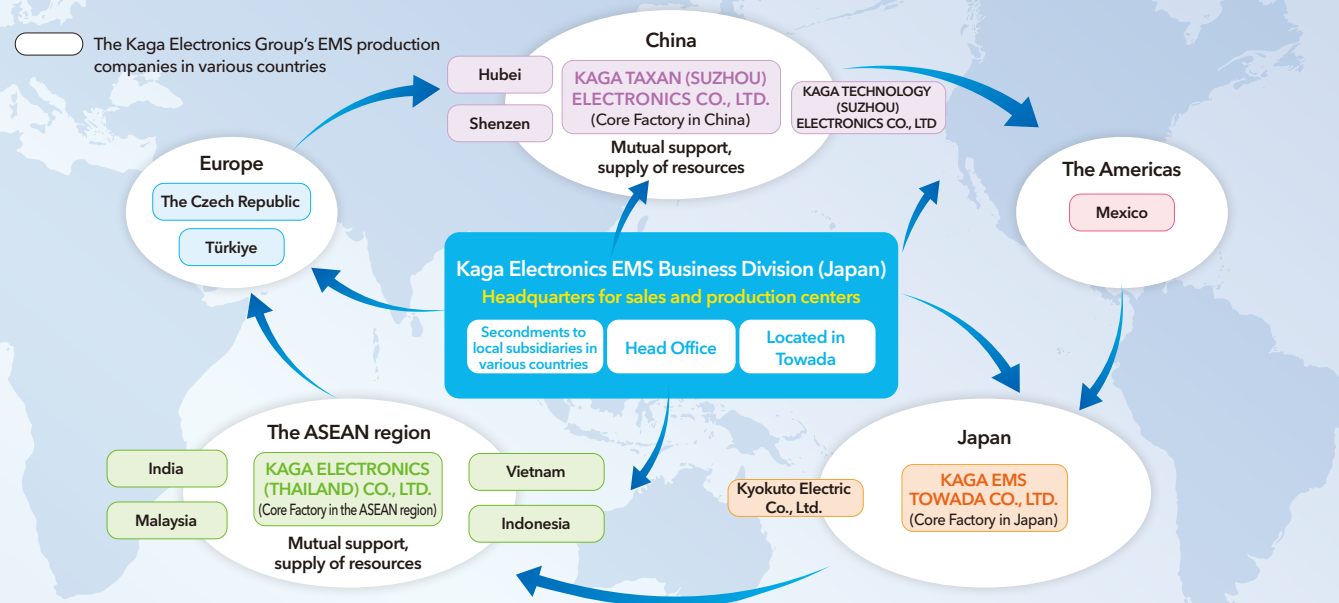 The Kaga Electronics Group's EMS production
companies in various countries
China
Hubei
Shenzen
KAGA TAXAN (SUZHOU)
ELECTRONICS CO., LTD.
(Core Factory in China)
KAGA TECHNOLOGY
(SUZHOU)
ELECTRONICS CO., LTD
Mutual support,
supply of resources
Europe
The Czech Republic
Türkiye
The Americas
Mexico
Kaga Electronics EMS Business Division (Japan)
Headquarters for sales and production centers
Secondments to
local subsidiaries in
various countries
Head Office
Located in
Towada
The ASEAN region
India
Malaysia
KAGA ELECTRONICS
(THAILAND) CO., LTD.
(Core Factory in the ASEAN region)
Vietnam
Indonesia
Mutual support,
supply of resources
Japan
Kyokuto Electric
Co., Ltd.
KAGA EMS
TOWADA CO., LTD.
(Core Factory in Japan)